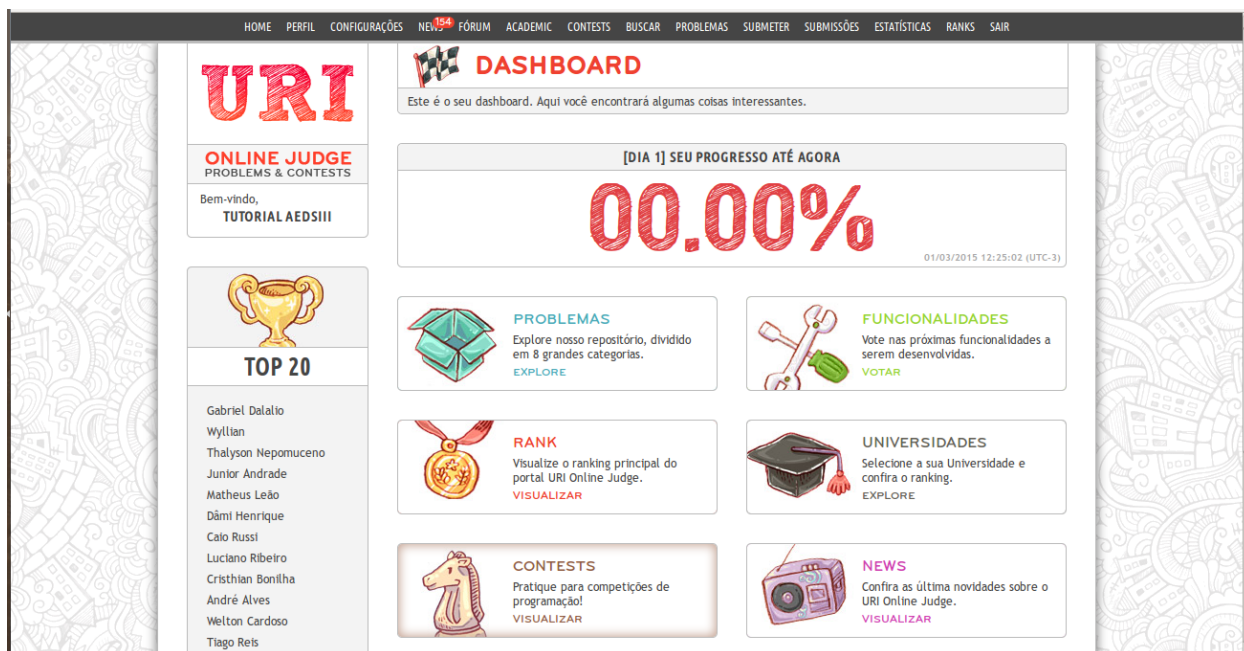 HOME PERFIL CONFIGURAÇÕES NEWS 154 FÓRUM ACADEMIC CONTESTS BUSCAR PROBLEMAS SUBMETER SUBMISSÕES ESTATÍSTICAS RANKS SAIR
URI
ONLINE JUDGE
PROBLEMS & CONTESTS
Bem-vindo,
TUTORIAL AEDSIII
TOP 20
Gabriel Dalalio
Wyllian
Thalyson Nepomuceno
Junior Andrade
Matheus Leão
Dâmi Henrique
Caio Russi
Luciano Ribeiro
Cristhian Bonilha
André Alves
Welton Cardoso
Tiago Reis
DASHBOARD
Este é o seu dashboard. Aqui você encontrará algumas coisas interessantes.
[DIA 1] SEU PROGRESSO ATÉ AGORA
00.00%
01/03/2015 12:25:02 (UTC-3)
PROBLEMAS
Explore nosso repositório, dividido
em 8 grandes categorias.
EXPLORE
FUNCIONALIDADES
Vote nas próximas funcionalidades a
serem desenvolvidas.
VOTAR
RANK
Visualize o ranking principal do
portal URI Online Judge.
VISUALIZAR
UNIVERSIDADES
Selecione a sua Universidade e
confira o ranking.
EXPLORE
CONTESTS
Pratique para competições de
programação!
VISUALIZAR
NEWS
Confira as última novidades sobre o
URI Online Judge.
VISUALIZAR